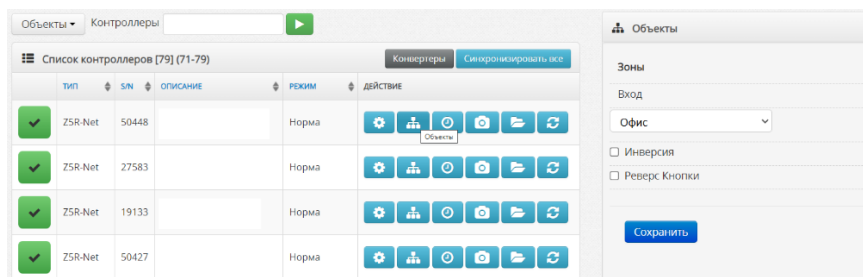 Объекты Контроллеры
Список контроллеров [79] (71-79) Конвертеры Синхронизировать все
ТИП S/N ОПИСАНИЕ РЕЖИМ ДЕЙСТВИЕ
Z5R-Net 50448 Норма
Объекты
Z5R-Net 27583 Норма
Z5R-Net 19133 Норма
Z5R-Net 50427 Норма
Объекты
Зоны
Вход
Офис
Инверсия
Реверс Кнопки
Сохранить